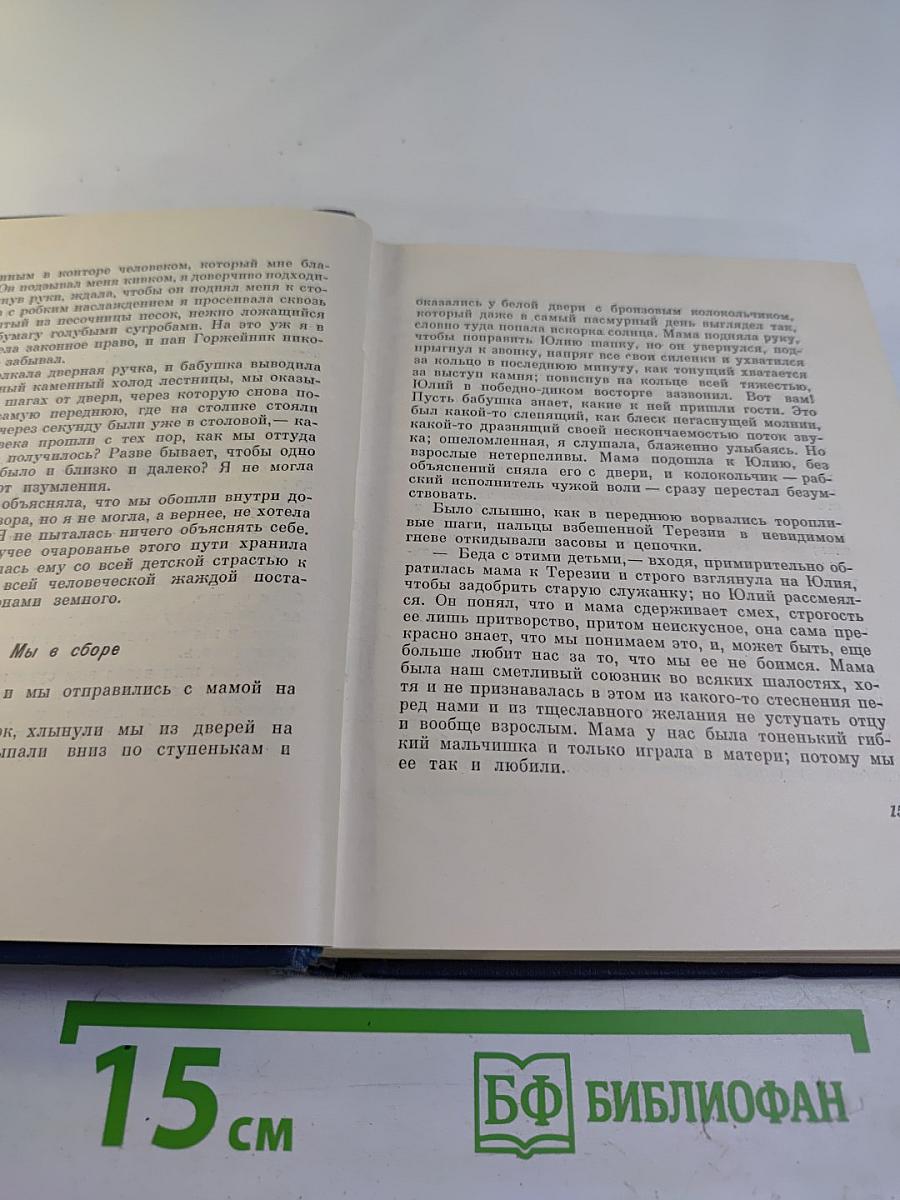 нным в конторе человеком, который мне бла-
Он подзывал меня кивком, я доверчиво подходи-
нув руки, ждала, чтобы он поднял меня к сто-
с робким наслаждением я просеивала сквозь
ятый из песочницы песок, нежно ложащийся
бумагу голубыми сугробами. На это уж я в
ела законное право, и пан Горжейник нико-
забывал.
лкала дверная ручка, и бабушка выводила
ный каменный холод лестницы, мы оказы-
шагах от двери, через которую снова по-
самую переднюю, где на столике стояли
через секунду были уже в столовой,— ка-
века прошли с тех пор, как мы оттуда
получилось? Разве бывает, чтобы одно
было и близко и далеко? Я не могла
от изумления.
объясняла, что мы обошли внутри до-
вора, но я не могла, а вернее, не хотела
Я не пыталась ничего объяснять себе.
учее очарованье этого пути хранила
лась ему со всей детской страстью к
всей человеческой жаждой поста-
онами земного.
Мы в сборе
и мы отправились с мамой на
ок, хлынули мы из дверей на
ыпали вниз по ступенькам и
оказались у белой двери с бронзовым колокольчиком,
который даже в самый пасмурный день выглядел так,
словно туда попала искорка солнца. Мама подняла руку,
чтобы поправить Юлию шапку, но он увернулся, под-
прыгнул к звонку, напряг все свои силенки и ухватился
за кольцо в последнюю минуту, как тонущий хватается
за выступ камня; повиснув на кольце всей тяжестью,
Юлий в победно-диком восторге зазвонил. Вот вам!
Пусть бабушка знает, какие к ней пришли гости. Это
был какой-то слепящий, как блеск негаснущей молнии,
какой-то дразнящий своей нескончаемостью поток зву-
ка; ошеломленная, я слушала, блаженно улыбаясь. Но
взрослые нетерпеливы. Мама подошла к Юлию, без
объяснений сняла его с двери, и колокольчик — раб-
ский исполнитель чужой воли — сразу перестал безум-
ствовать.
Было слышно, как в переднюю ворвались торопли-
вые шаги, пальцы взбешенной Терезии в невидимом
гневе откидывали засовы и цепочки.
— Беда с этими детьми,— входя, примирительно об-
ратилась мама к Терезии и строго взглянула на Юлия,
чтобы задобрить старую служанку; но Юлий рассмеял-
ся. Он понял, что и мама сдерживает смех, строгость
ее лишь притворство, притом неискусное, она сама пре-
красно знает, что мы понимаем это, и, может быть, еще
больше любит нас за то, что мы ее не боимся. Мама
была наш сметливый союзник во всяких шалостях, хо-
тя и не признавалась в этом из какого-то стеснения пе-
ред нами и из тщеславного желания не уступать отцу
и вообще взрослым. Мама у нас была тоненький гиб-
кий мальчишка и только играла в матери; потому мы
ее так и любили.
15
15 см
БФ БИБЛИОФАН